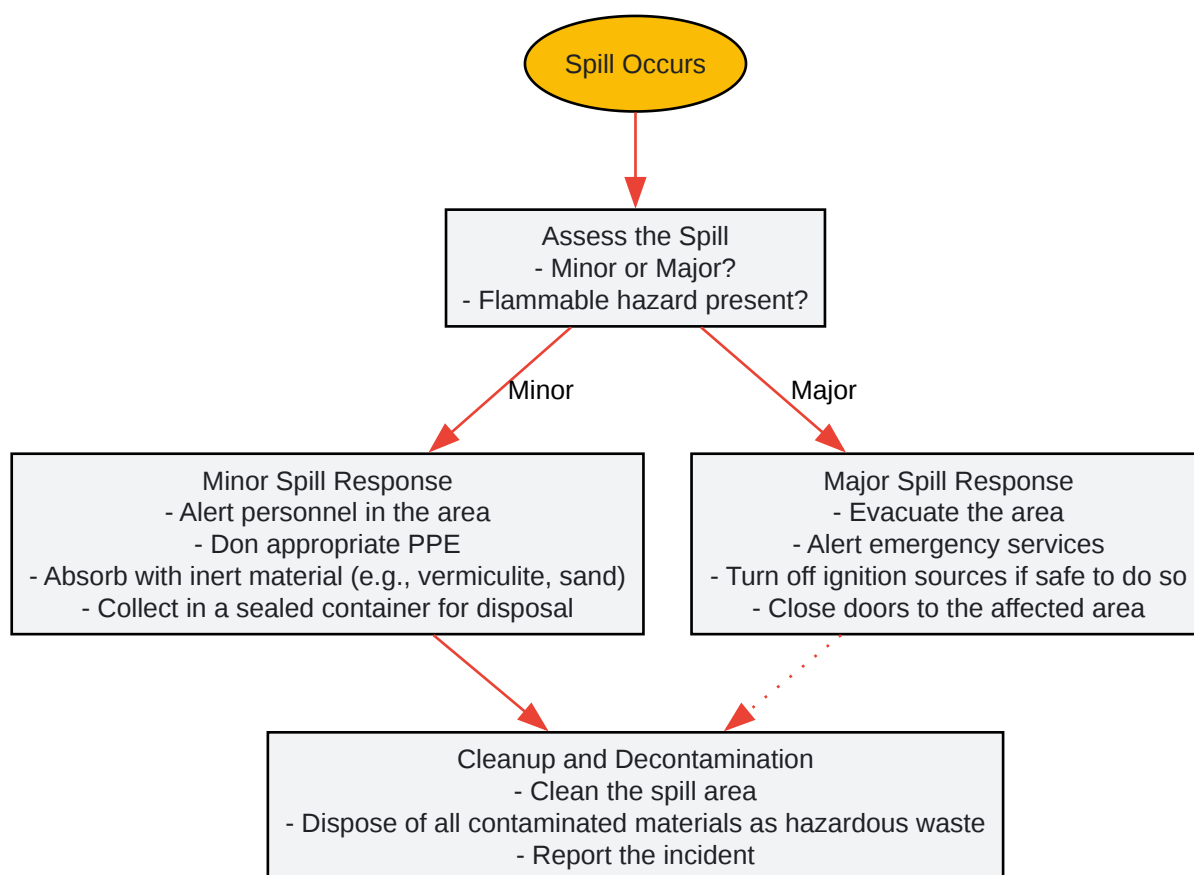 Spill Occurs
Assess the Spill
- Minor or Major?
- Flammable hazard present?
Minor
Major
Minor Spill Response
- Alert personnel in the area
- Don appropriate PPE
- Absorb with inert material (e.g., vermiculite, sand)
- Collect in a sealed container for disposal
Major Spill Response
- Evacuate the area
- Alert emergency services
- Turn off ignition sources if safe to do so
- Close doors to the affected area
Cleanup and Decontamination
- Clean the spill area
- Dispose of all contaminated materials as hazardous waste
- Report the incident